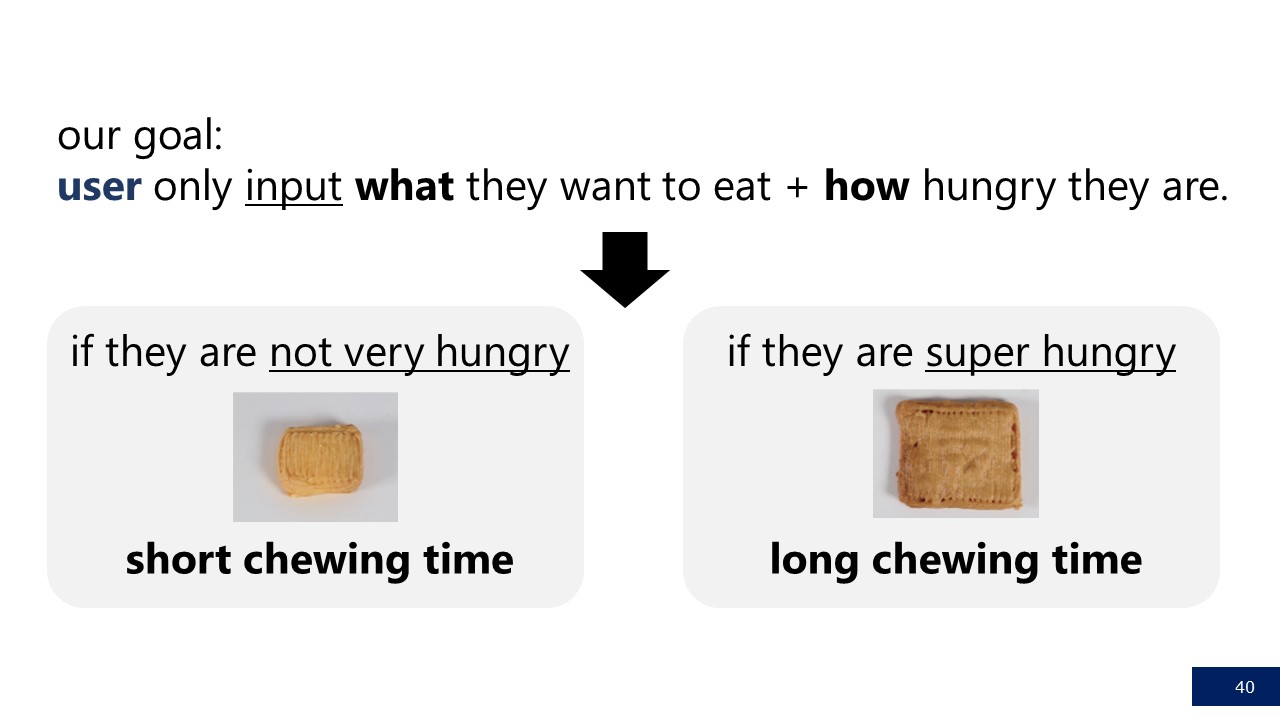 our goal:
user only input what they want to eat + how hungry they are.
if they are not very hungry
short chewing time
if they are super hungry
long chewing time
40